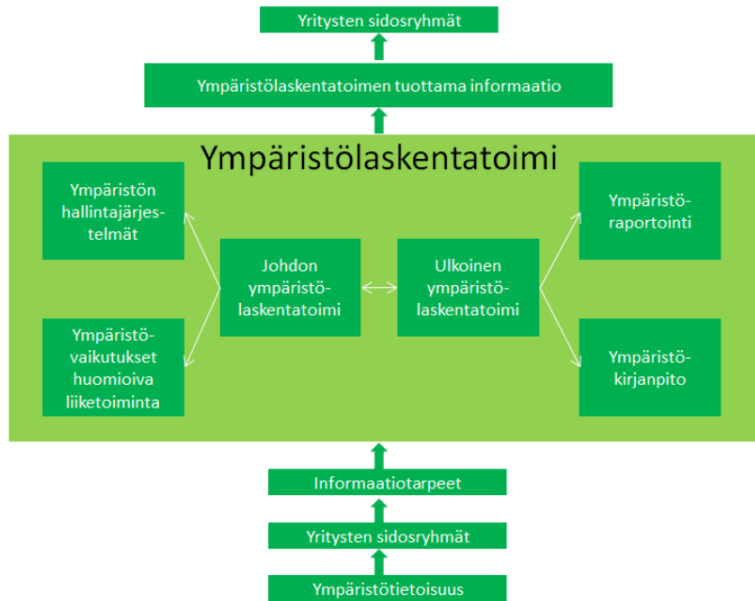 Yritysten sidosryhmät
Ympäristölaskentatoimen tuottama informaatio
Ympäristölaskentatoimi
Ympäristön
hallintajärjes-
telmät
Ympäristö-
raportointi
Johdon
ympäristö-
laskentatoimi
Ulkoinen
ympäristö-
laskentatoimi
Ympäristö-
vaikutukset
huomioiva
liiketoiminta
Ympäristö-
kirjanpito
Informaatiotarpeet
Yritysten sidosryhmät
Ympäristötietoisuus